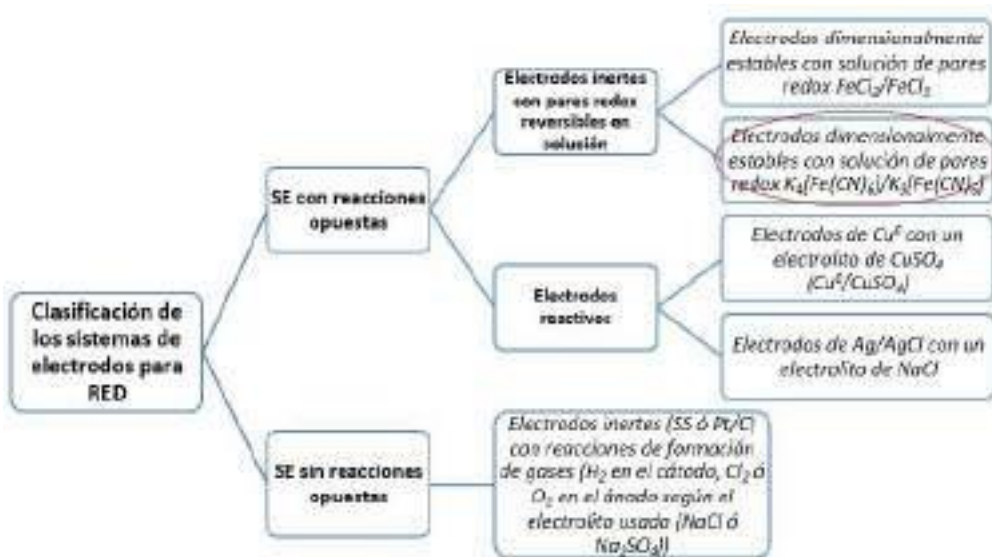 Clasificación de
los sistemas de
electrodos para
RED
SE con reacciones
opuestas
Electrodos inertes
con pares redox
reversibles en
solución
Electrodos dimensionalmente
estables con solución de pares
redox FeCl₃/FeCl₂
Electrodos dimensionalmente
estables con solución de pares
redox K₄[Fe(CN)₆]/K₃[Fe(CN)₆]
Electrodos
reactivos
Electrodos de Cu⁰ con un
electrolito de CuSO₄
(Cu⁰/CuSO₄)
Electrodos de Ag/AgCl con un
electrolito de NaCl
SE sin reacciones
opuestas
Electrodos inertes (SS ó Pt/C)
con reacciones de formación
de gases (H₂ en el cátodo, Cl₂ ó
O₂ en el ánodo según el
electrolito usado (NaCl ó
Na₂SO₄))